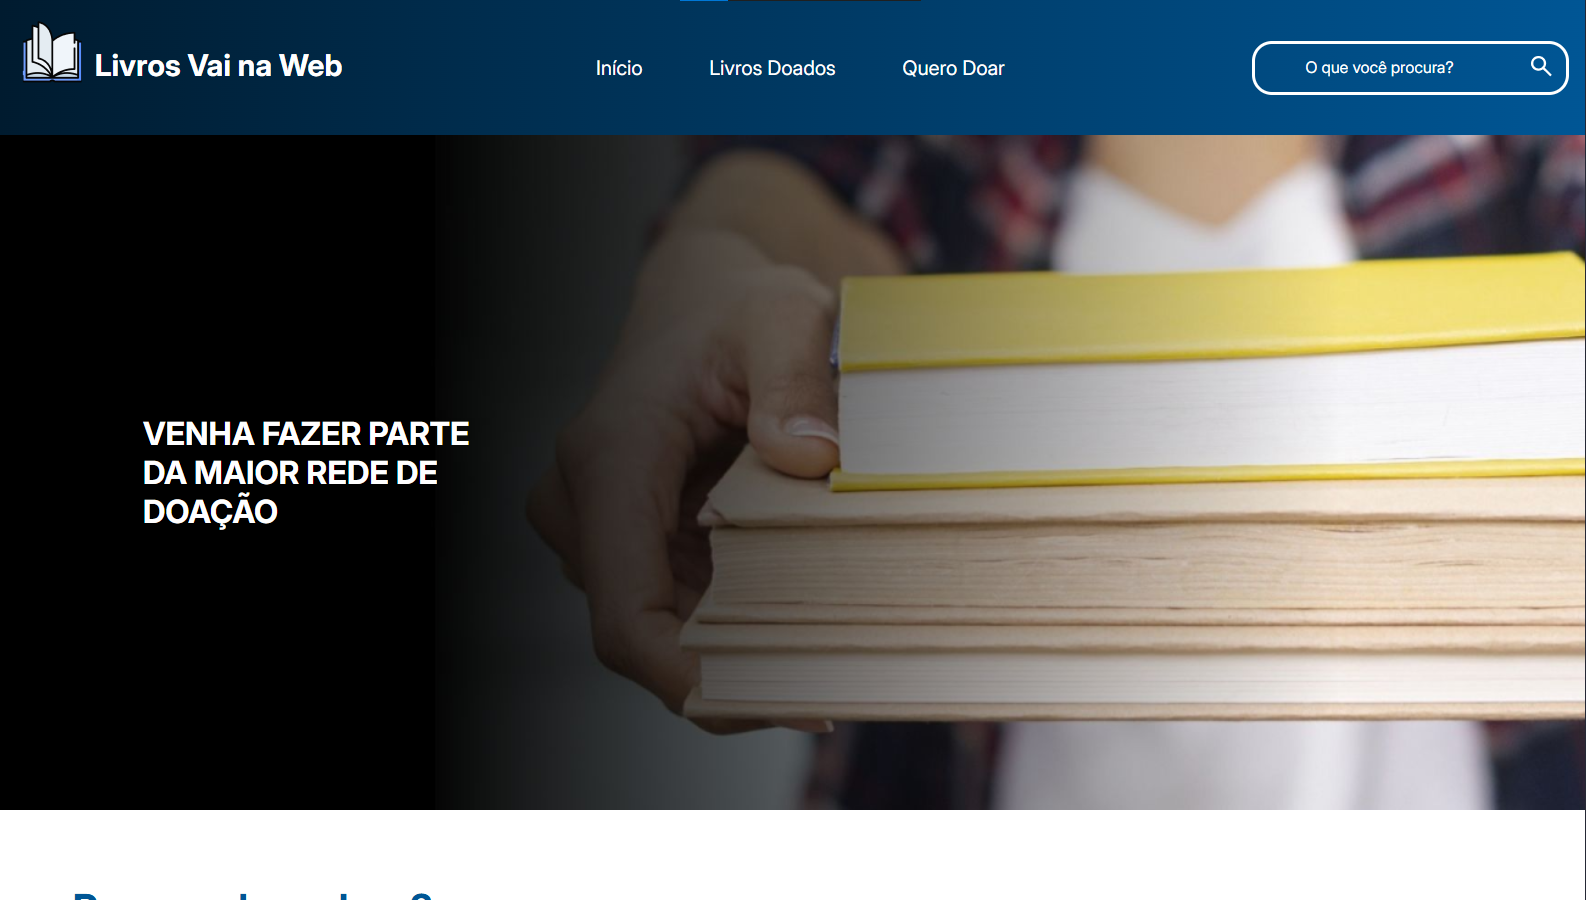 Livros Vai na Web
Início
Livros Doados
Quero Doar
O que você procura?
VENHA FAZER PARTE
DA MAIOR REDE DE
DOAÇÃO